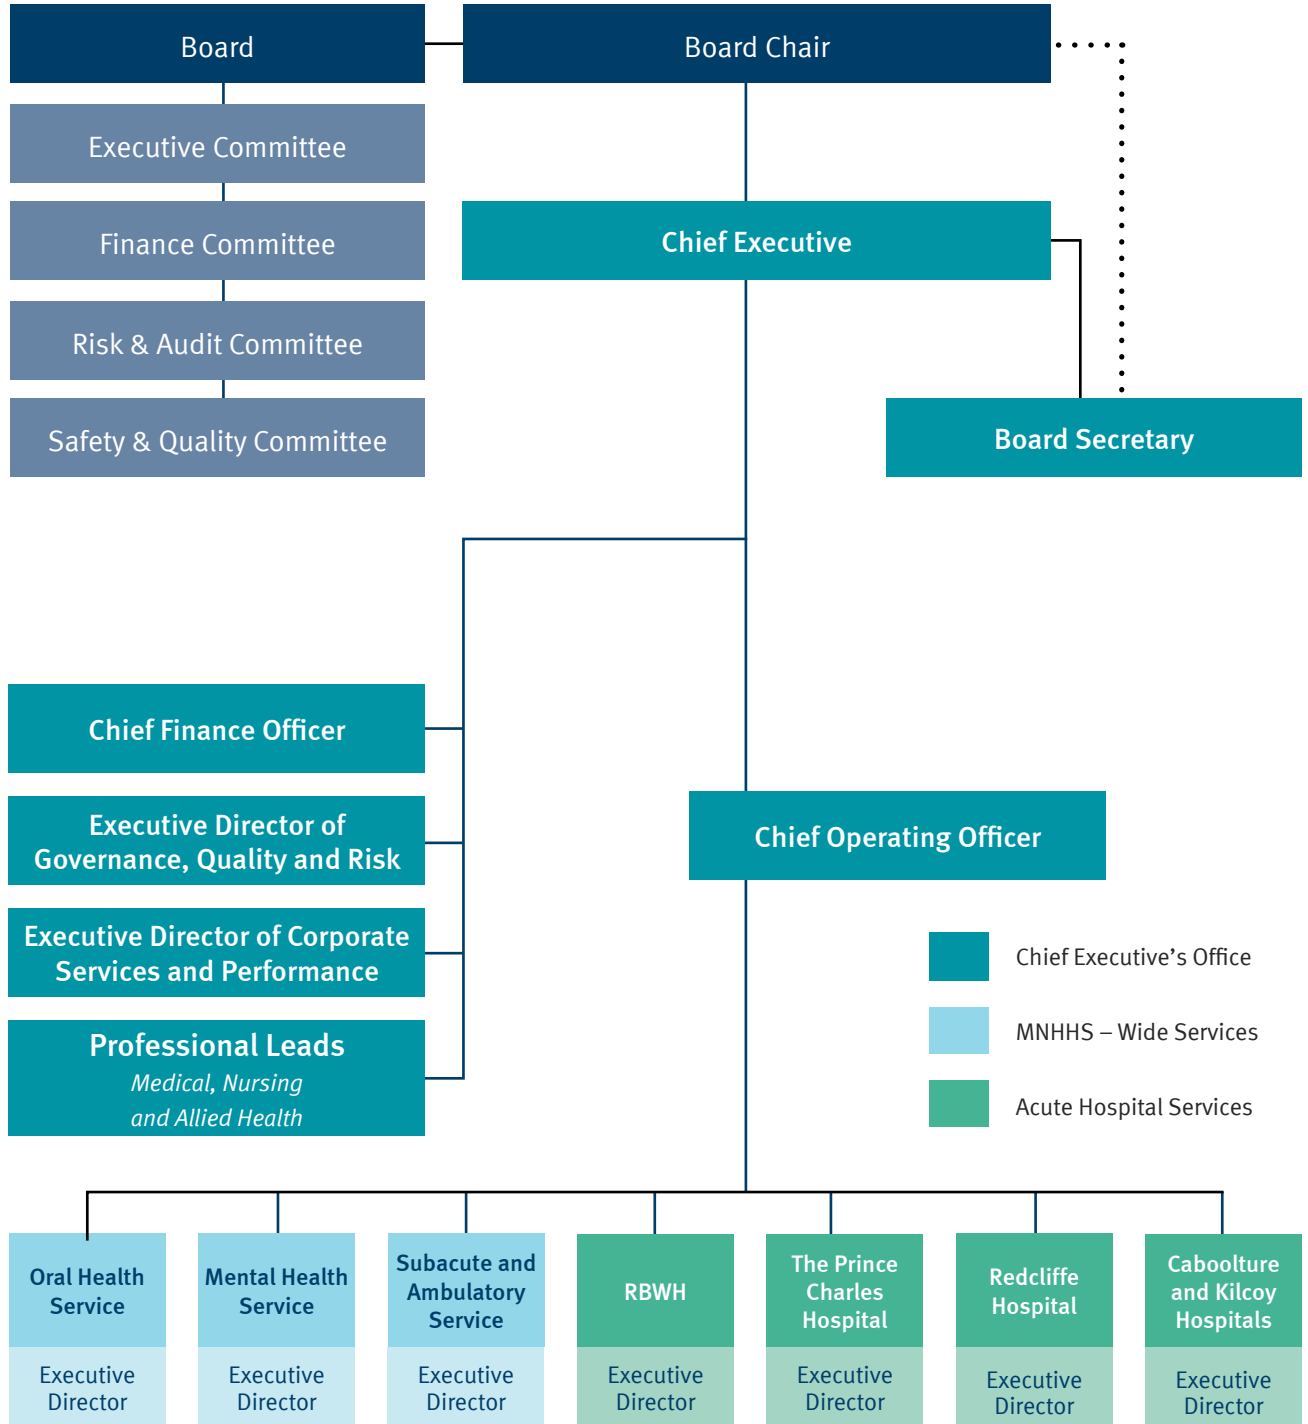 Board
Board Chair
Executive Committee
Finance Committee
Chief Executive
Risk & Audit Committee
Safety & Quality Committee
Board Secretary
Chief Finance Officer
Executive Director of
Governance, Quality and Risk
Chief Operating Officer
Executive Director of Corporate
Services and Performance
Professional Leads
Medical, Nursing
and Allied Health
Chief Executive’s Office
MNHHS – Wide Services
Acute Hospital Services
Oral Health
Service
Executive
Director
Mental Health
Service
Executive
Director
Subacute and
Ambulatory
Service
Executive
Director
RBWH
Executive
Director
The Prince
Charles
Hospital
Executive
Director
Redcliffe
Hospital
Executive
Director
Caboolture
and Kilcoy
Hospitals
Executive
Director